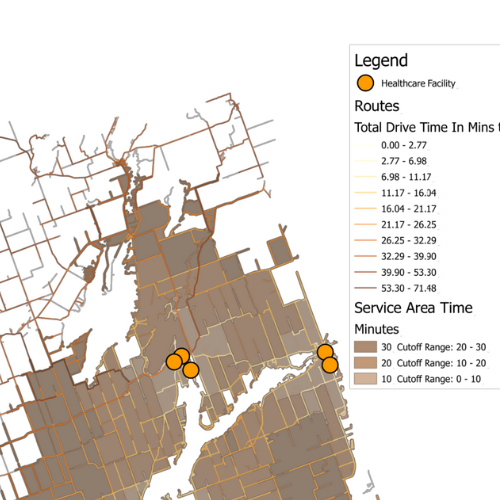 Legend
Healthcare Facility
Routes
Total Drive Time In Mins t
0.00 - 2.77
2.77 - 6.98
6.98 - 11.17
11.17 - 16.04
16.04 - 21.17
21.17 - 26.25
26.25 - 32.29
32.29 - 39.90
39.90 - 53.30
53.30 - 71.48
Service Area Time
Minutes
30 Cutoff Range: 20 - 30
20 Cutoff Range: 10 - 20
10 Cutoff Range: 0 - 10